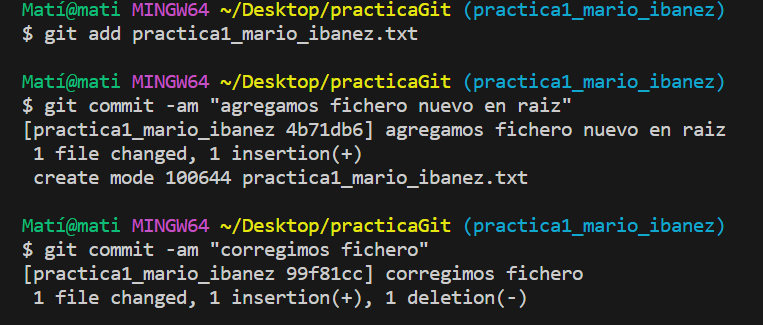 Matí@mati MINGW64 ~/Desktop/practicaGit (practica1_mario_ibanez)
$ git add practica1_mario_ibanez.txt
Matí@mati MINGW64 ~/Desktop/practicaGit (practica1_mario_ibanez)
$ git commit -am "agregamos fichero nuevo en raiz"
[practica1_mario_ibanez 4b71db6] agregamos fichero nuevo en raiz
 1 file changed, 1 insertion(+)
 create mode 100644 practica1_mario_ibanez.txt
Matí@mati MINGW64 ~/Desktop/practicaGit (practica1_mario_ibanez)
$ git commit -am "corregimos fichero"
[practica1_mario_ibanez 99f81cc] corregimos fichero
 1 file changed, 1 insertion(+), 1 deletion(-)